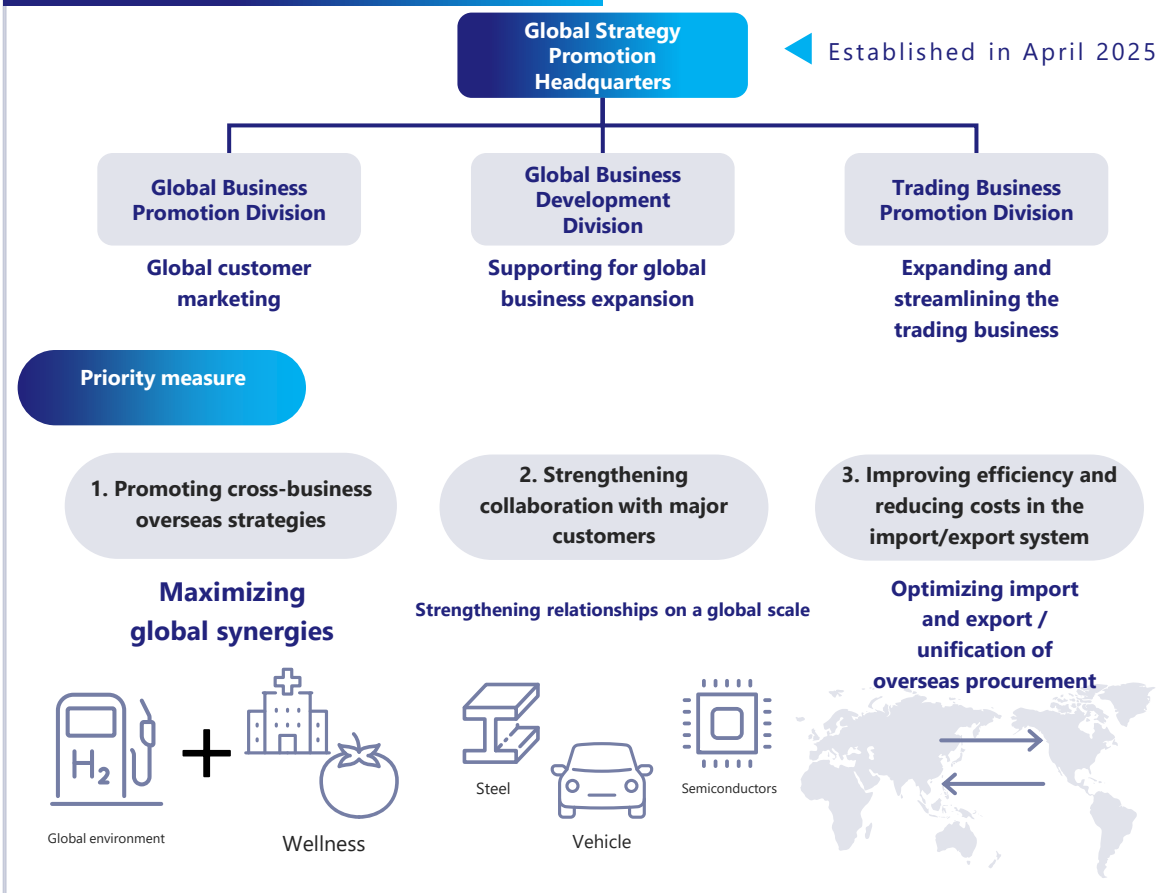 Global Strategy
Promotion
Headquarters
Established in April 2025
Global Business
Promotion Division
Global Business
Development
Division
Trading Business
Promotion Division
Global customer
marketing
Supporting for global
business expansion
Expanding and
streamlining the
trading business
Priority measure
1. Promoting cross-business
overseas strategies
2. Strengthening
collaboration with major
customers
3. Improving efficiency and
reducing costs in the
import/export system
Maximizing
global synergies
Strengthening relationships on a global scale
Optimizing import
and export /
unification of
overseas procurement
H2
Global environment
Wellness
Steel
Vehicle
Semiconductors